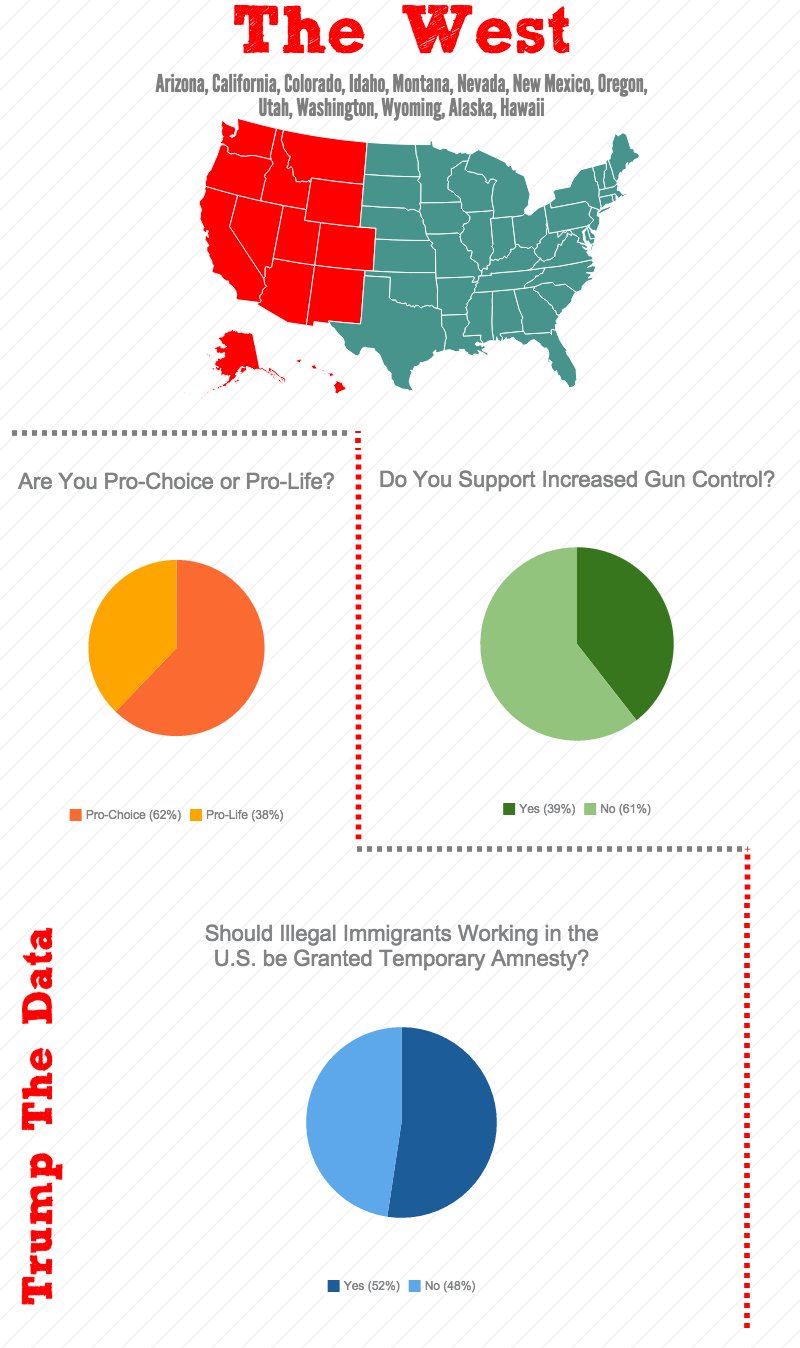 The West
Arizona, California, Colorado, Idaho, Montana, Nevada, New Mexico, Oregon,
Utah, Washington, Wyoming, Alaska, Hawaii
Are You Pro-Choice or Pro-Life?
Pro-Choice (62%) Pro-Life (38%)
Do You Support Increased Gun Control?
Yes (39%) No (61%)
Should Illegal Immigrants Working in the
U.S. be Granted Temporary Amnesty?
Yes (52%) No (48%)
Trump The Data